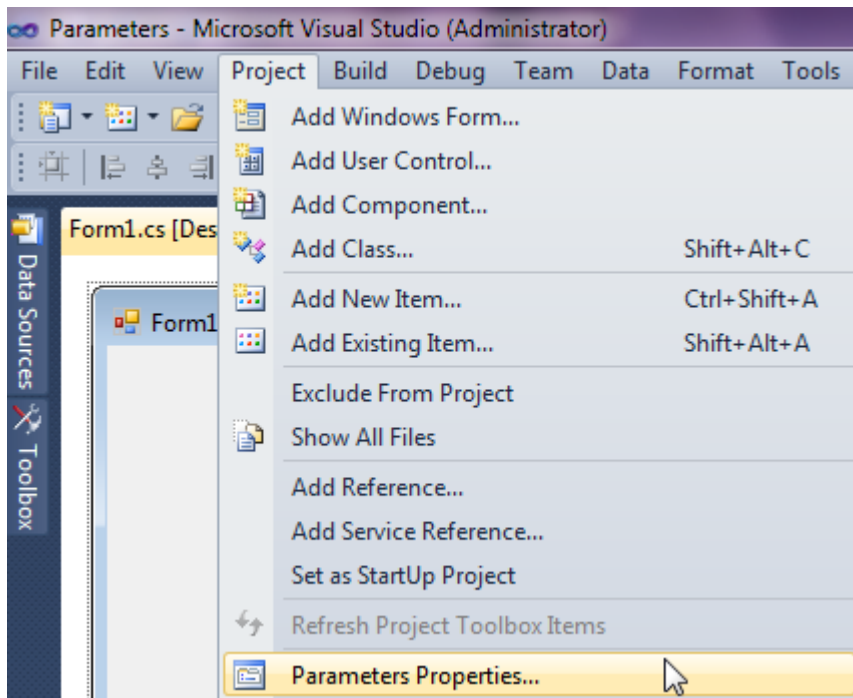 Parameters - Microsoft Visual Studio (Administrator)
File Edit View Project Build Debug Team Data Format Tools
Add Windows Form...
Add User Control...
Add Component...
Add Class... Shift+Alt+C
Add New Item... Ctrl+Shift+A
Add Existing Item... Shift+Alt+A
Exclude From Project
Show All Files
Add Reference...
Add Service Reference...
Set as StartUp Project
Refresh Project Toolbox Items
Parameters Properties...
Form1.cs [Des
Form1
Data Sources
Toolbox